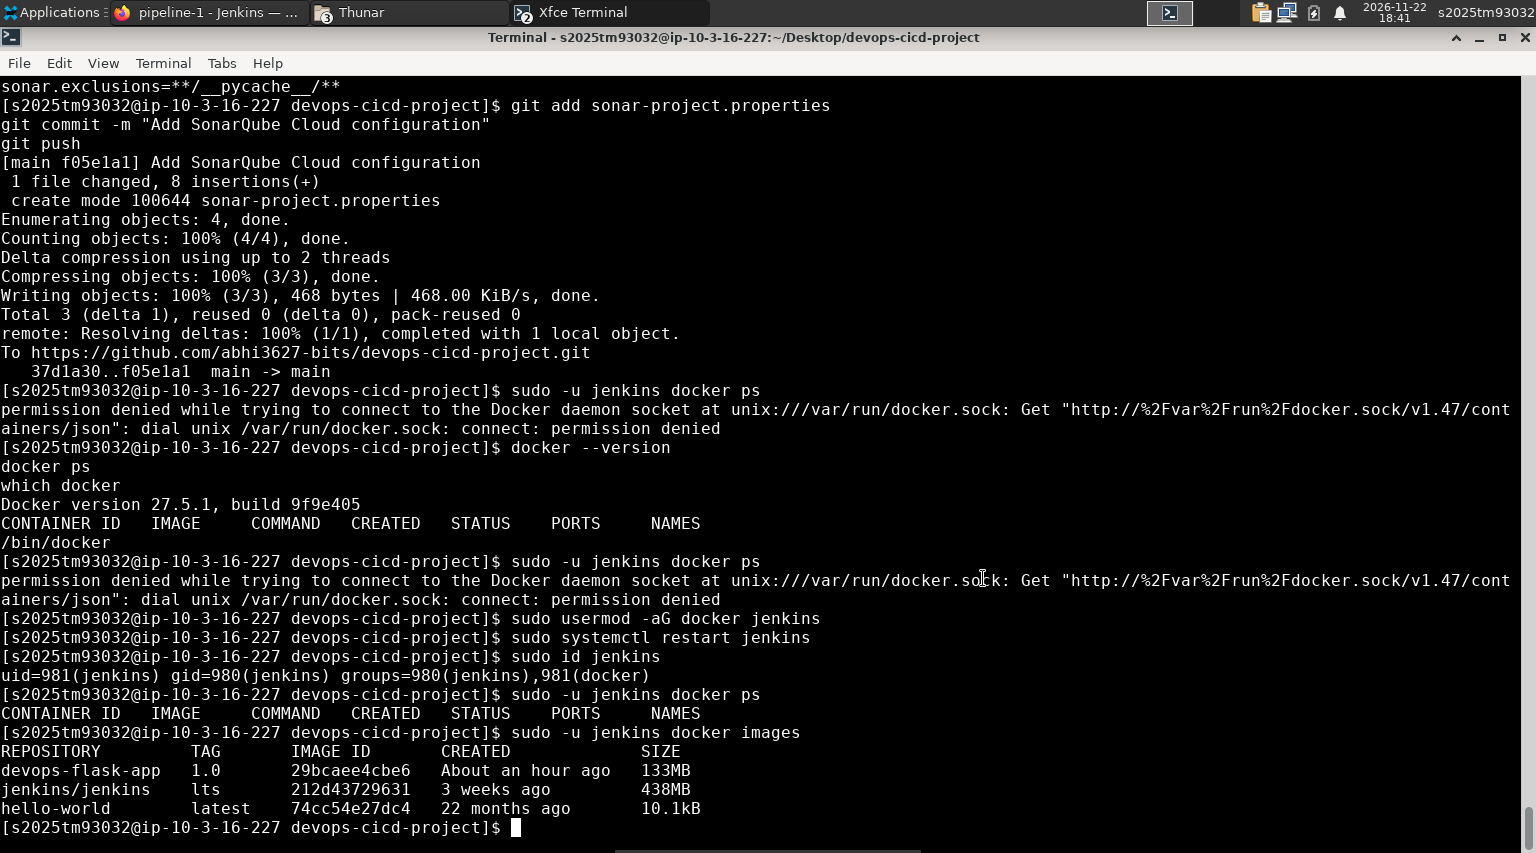 Applications
pipeline-1 - Jenkins — ...
3
Thunar
2
Xfce Terminal
2026-11-22
18:41
s2025tm93032
Terminal - s2025tm93032@ip-10-3-16-227:~/Desktop/devops-cicd-project
File Edit View Terminal Tabs Help
sonar.exclusions=**/__pycache__/**
[s2025tm93032@ip-10-3-16-227 devops-cicd-project]$ git add sonar-project.properties
git commit -m "Add SonarQube Cloud configuration"
git push
[main f05e1a1] Add SonarQube Cloud configuration
 1 file changed, 8 insertions(+)
 create mode 100644 sonar-project.properties
Enumerating objects: 4, done.
Counting objects: 100% (4/4), done.
Delta compression using up to 2 threads
Compressing objects: 100% (3/3), done.
Writing objects: 100% (3/3), 468 bytes | 468.00 KiB/s, done.
Total 3 (delta 1), reused 0 (delta 0), pack-reused 0
remote: Resolving deltas: 100% (1/1), completed with 1 local object.
To https://github.com/abhi3627-bits/devops-cicd-project.git
   37d1a30..f05e1a1  main -> main
[s2025tm93032@ip-10-3-16-227 devops-cicd-project]$ sudo -u jenkins docker ps
permission denied while trying to connect to the Docker daemon socket at unix:///var/run/docker.sock: Get "http://%2Fvar%2Frun%2Fdocker.sock/v1.47/cont
ainers/json": dial unix /var/run/docker.sock: connect: permission denied
[s2025tm93032@ip-10-3-16-227 devops-cicd-project]$ docker --version
docker ps
which docker
Docker version 27.5.1, build 9f9e405
CONTAINER ID   IMAGE     COMMAND   CREATED   STATUS    PORTS     NAMES
/bin/docker
[s2025tm93032@ip-10-3-16-227 devops-cicd-project]$ sudo -u jenkins docker ps
permission denied while trying to connect to the Docker daemon socket at unix:///var/run/docker.sock: Get "http://%2Fvar%2Frun%2Fdocker.sock/v1.47/cont
ainers/json": dial unix /var/run/docker.sock: connect: permission denied
[s2025tm93032@ip-10-3-16-227 devops-cicd-project]$ sudo usermod -aG docker jenkins
[s2025tm93032@ip-10-3-16-227 devops-cicd-project]$ sudo systemctl restart jenkins
[s2025tm93032@ip-10-3-16-227 devops-cicd-project]$ sudo id jenkins
uid=981(jenkins) gid=980(jenkins) groups=980(jenkins),981(docker)
[s2025tm93032@ip-10-3-16-227 devops-cicd-project]$ sudo -u jenkins docker ps
CONTAINER ID   IMAGE     COMMAND   CREATED   STATUS    PORTS     NAMES
[s2025tm93032@ip-10-3-16-227 devops-cicd-project]$ sudo -u jenkins docker images
REPOSITORY         TAG       IMAGE ID       CREATED             SIZE
devops-flask-app   1.0       29bcaee4cbe6   About an hour ago   133MB
jenkins/jenkins    lts       212d43729631   3 weeks ago         438MB
hello-world        latest    74cc54e27dc4   22 months ago       10.1kB
[s2025tm93032@ip-10-3-16-227 devops-cicd-project]$